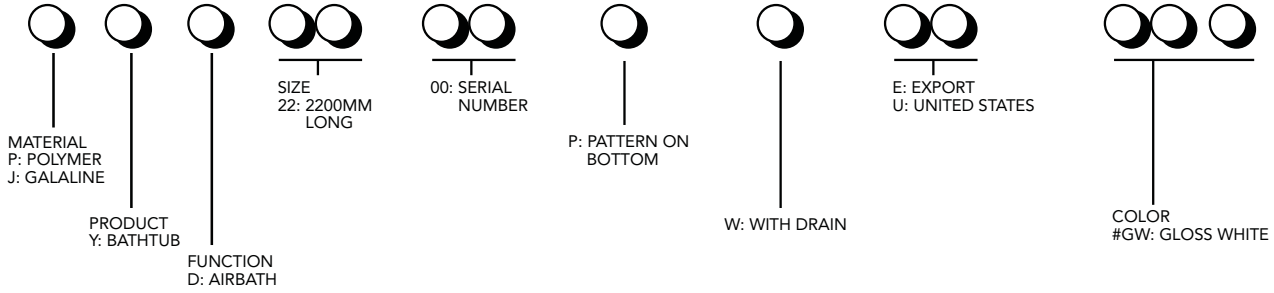 MATERIAL
P: POLYMER
J: GALALINE
PRODUCT
Y: BATHTUB
FUNCTION
D: AIRBATH
SIZE
22: 2200MM
LONG
00: SERIAL
NUMBER
P: PATTERN ON
BOTTOM
W: WITH DRAIN
E: EXPORT
U: UNITED STATES
COLOR
#GW: GLOSS WHITE